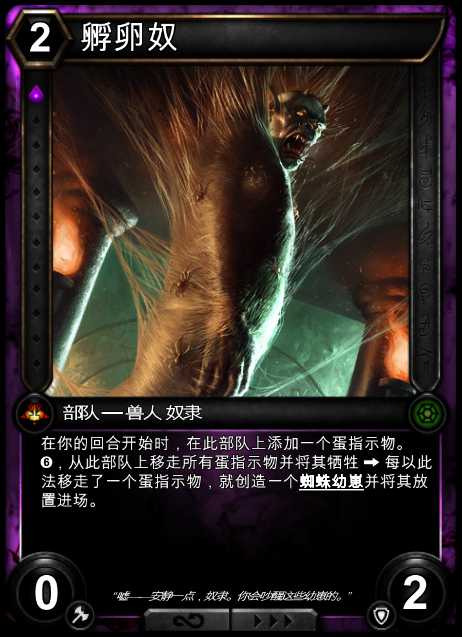 2
孵卵奴
部队 — 兽人 奴隶
在你的回合开始时，在此部队上添加一个蛋指示物。
❻，从此部队上移走所有蛋指示物并将其牺牲 ➡ 每以此
法移走了一个蛋指示物，就创造一个蜘蛛幼崽并将其放
置进场。
0
“嘘——安静一点，奴隶。你会吵醒这些幼崽的。”
2